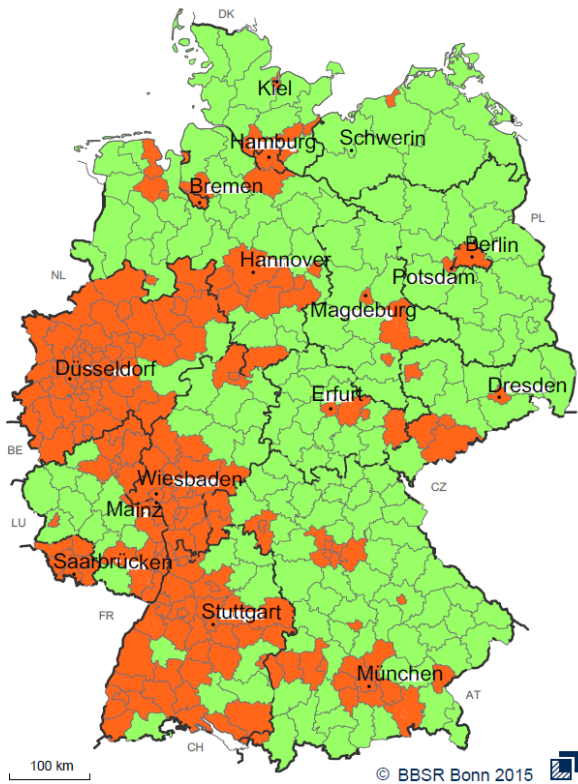 DK
Kiel
Hamburg
Schwerin
Bremen
PL
Berlin
Hannover
Potsdam
NL
Magdeburg
Düsseldorf
Erfurt
Dresden
BE
Wiesbaden
CZ
Mainz
LU
Saarbrücken
FR
Stuttgart
München
AT
CH
100 km
© BBSR Bonn 2015